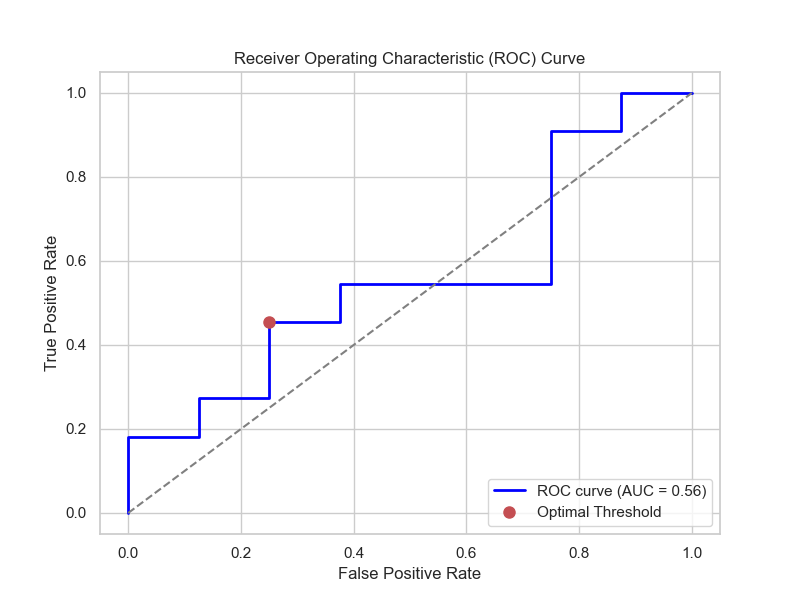 Receiver Operating Characteristic (ROC) Curve
True Positive Rate
1.0
0.8
0.6
0.4
0.2
0.0
0.0 0.2 0.4 0.6 0.8 1.0
False Positive Rate
ROC curve (AUC = 0.56)
Optimal Threshold